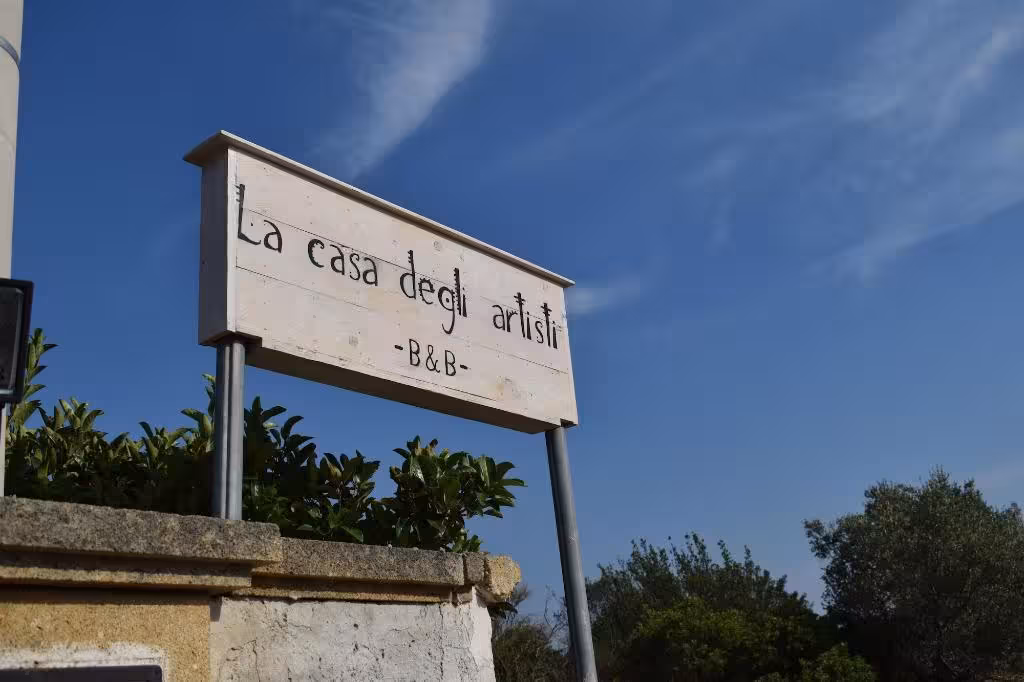 La casa degli artisti
-B&B-